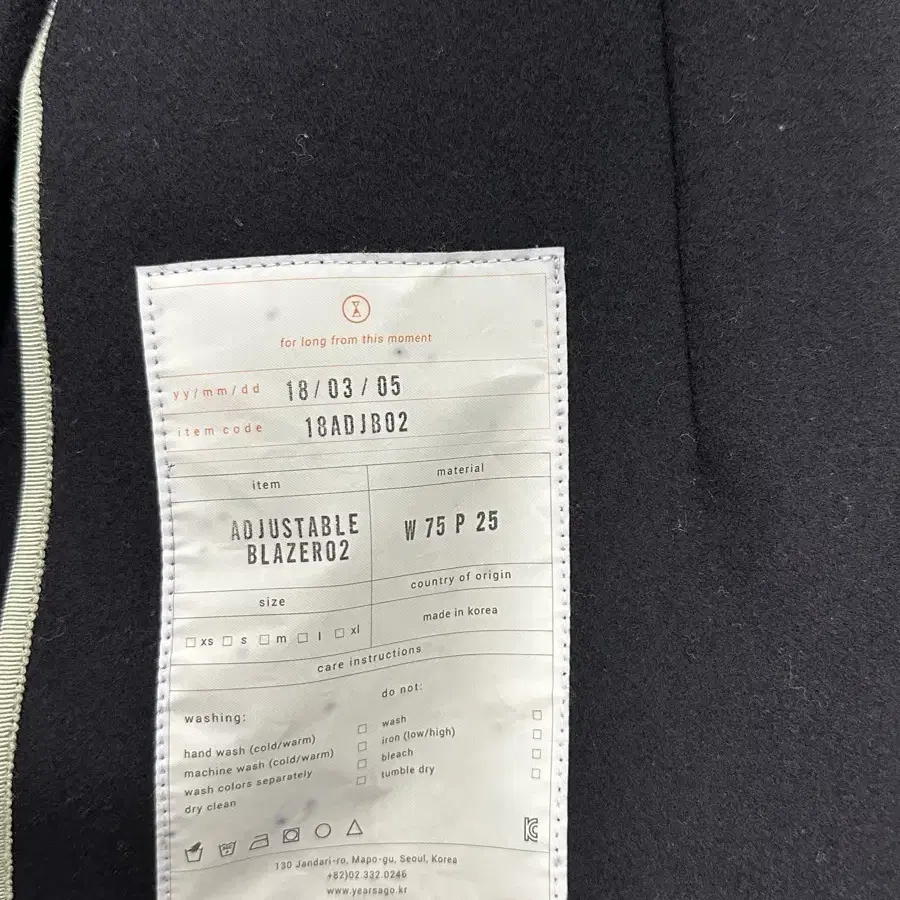 for long from this moment
yy/mm/dd 18/03/05
item code 18ADJB02
item
material
ADJUSTABLE
BLAZER02
W 75 P 25
size
country of origin
xs s m l xl
made in korea
care instructions
washing:
do not:
hand wash (cold/warm)
machine wash (cold/warm)
wash colors separately
dry clean
wash
iron (low/high)
bleach
tumble dry
130 Jandari-ro, Mapo-gu, Seoul, Korea
+82)02.332.0246
www.yearsago.kr